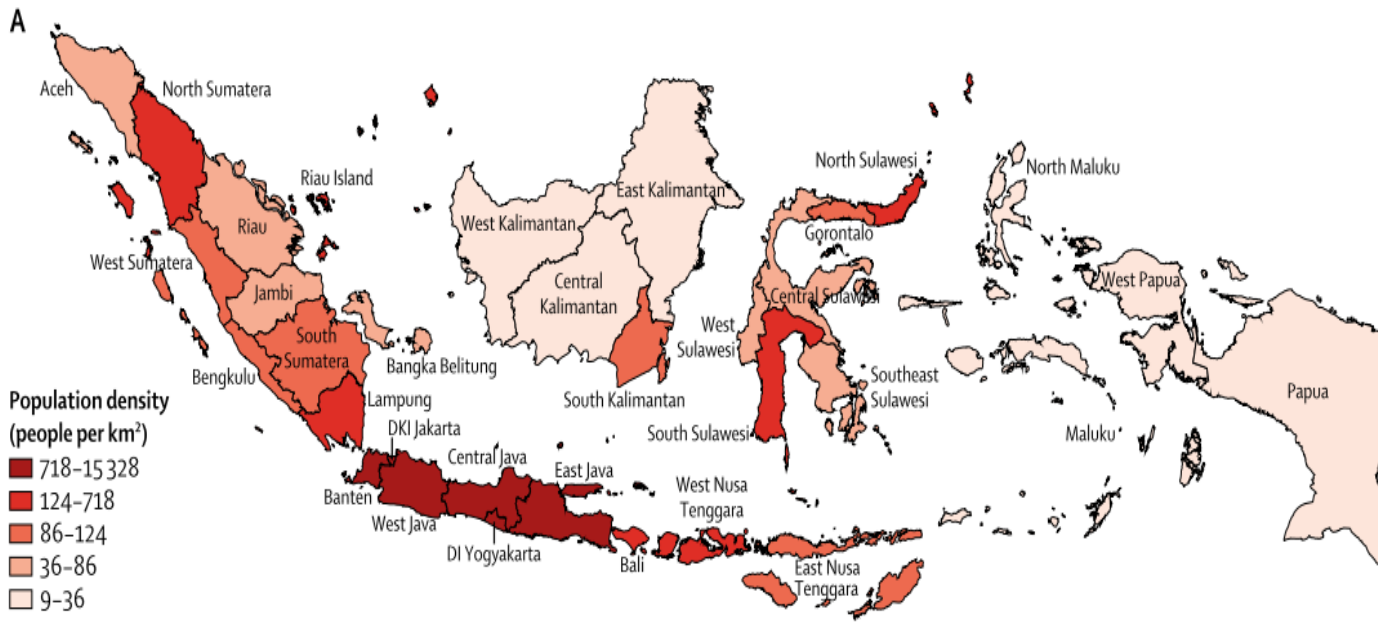 A
Aceh
North Sumatera
Riau Island
Riau
West Sumatera
Jambi
South
Sumatera
Bengkulu
Bangka Belitung
Lampung
DKI Jakarta
Central Java
East Java
Banten
West Java
DI Yogyakarta
Bali
West Nusa
Tenggara
East Nusa
Tenggara
West Kalimantan
East Kalimantan
Central
Kalimantan
South Kalimantan
North Sulawesi
Gorontalo
Central Sulawesi
West
Sulawesi
Southeast
Sulawesi
South Sulawesi
North Maluku
Maluku
West Papua
Papua
Population density
(people per km²)
718–15 328
124–718
86–124
36–86
9–36